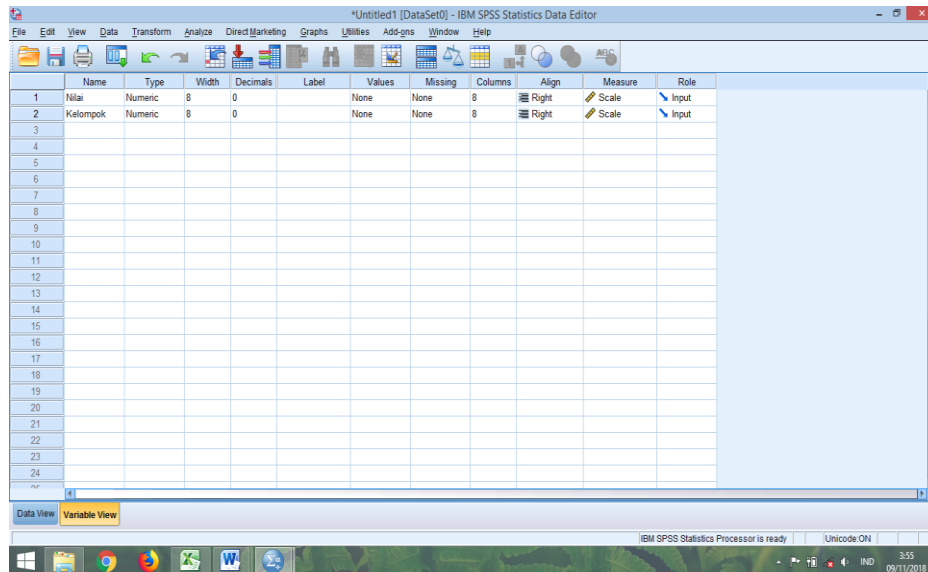 *Untitled1 [DataSet0] - IBM SPSS Statistics Data Editor
File Edit View Data Transform Analyze Direct Marketing Graphs Utilities Add-ons Window Help
Name Type Width Decimals Label Values Missing Columns Align Measure Role
1 Nilai Numeric 8 0 None None 8 Right Scale Input
2 Kelompok Numeric 8 0 None None 8 Right Scale Input
3
4
5
6
7
8
9
10
11
12
13
14
15
16
17
18
19
20
21
22
23
24
Data View Variable View
IBM SPSS Statistics Processor is ready Unicode:ON
IND 3:55
09/11/2018